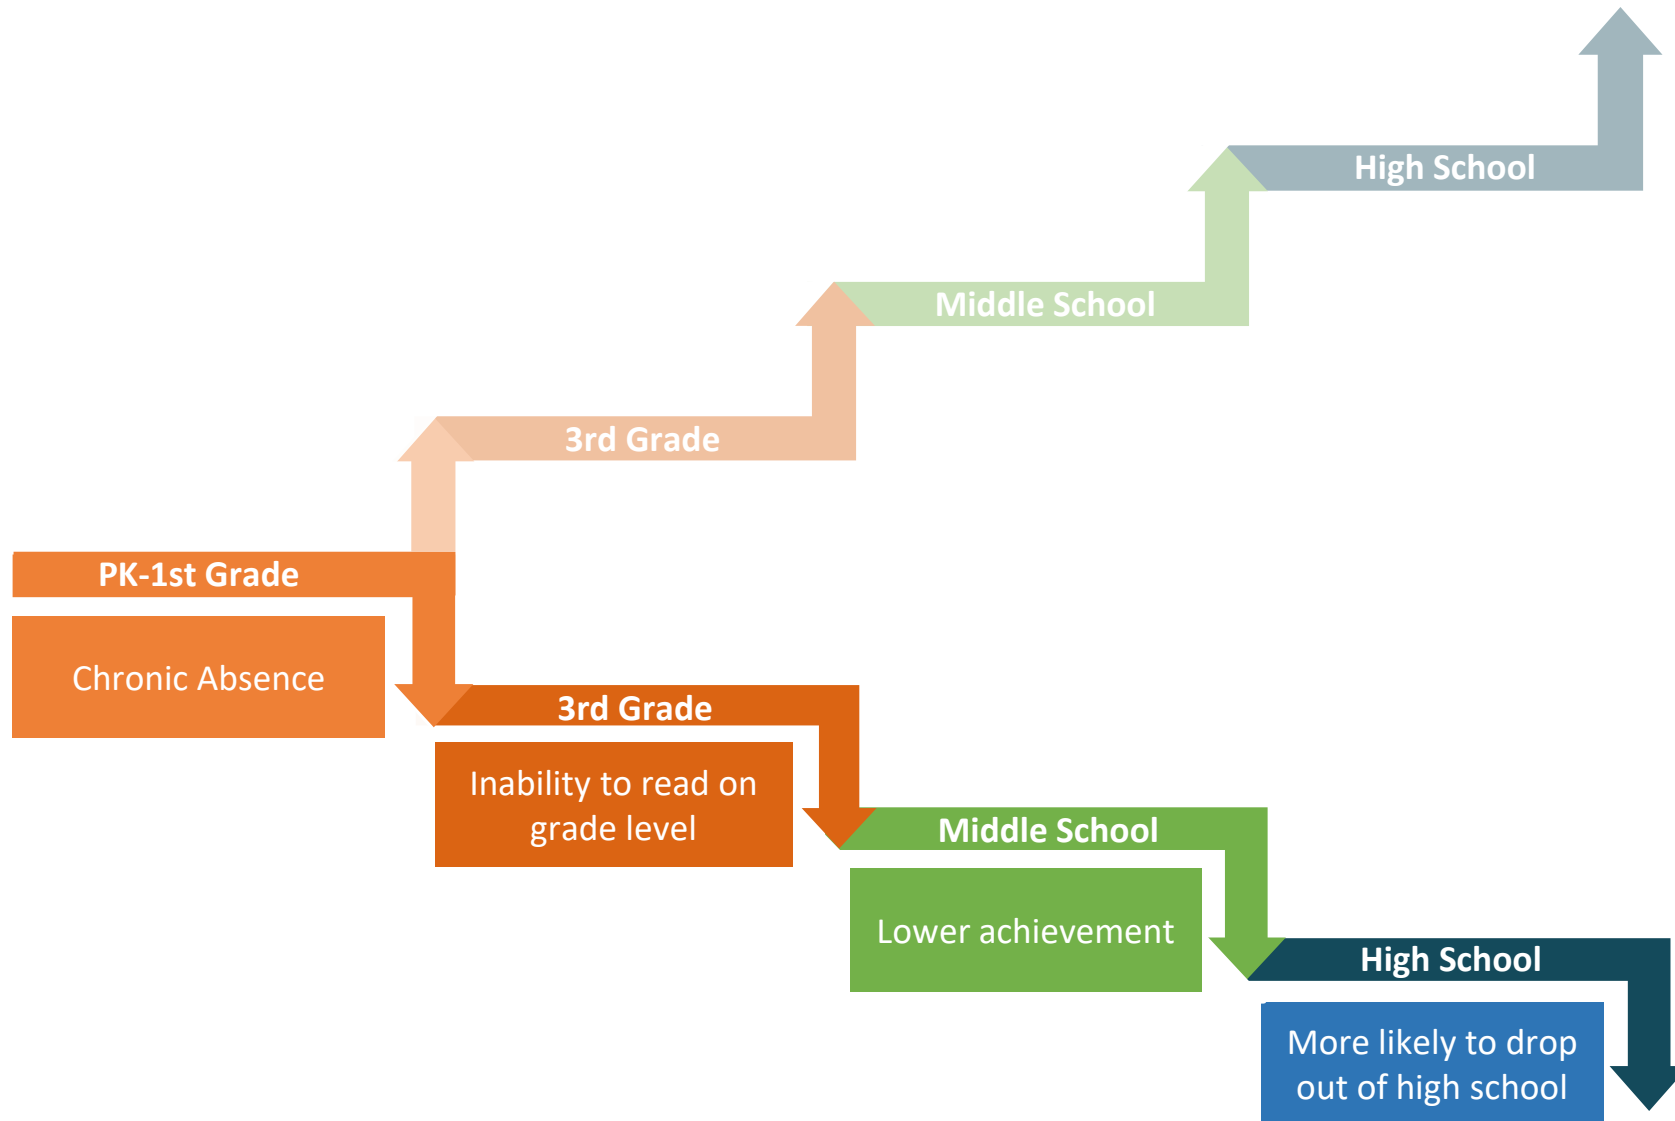 High School
Middle School
3rd Grade
PK-1st Grade
Chronic Absence
3rd Grade
Inability to read on
grade level
Middle School
Lower achievement
High School
More likely to drop
out of high school